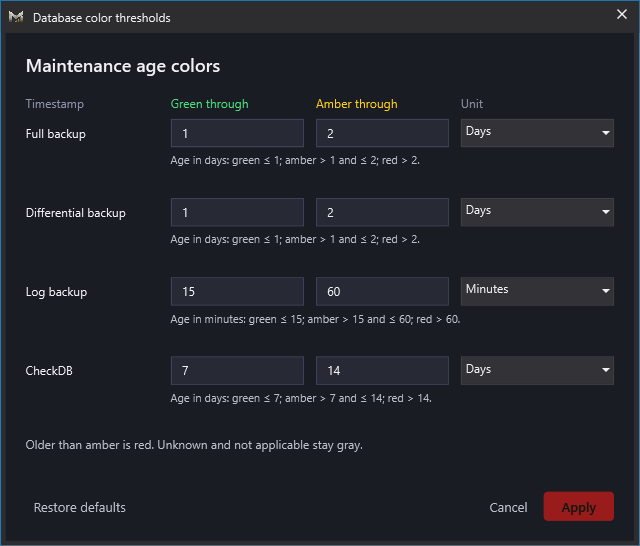 Database color thresholds
Maintenance age colors
Timestamp Green through Amber through Unit
Full backup 1 2 Days
Age in days: green ≤ 1; amber > 1 and ≤ 2; red > 2.
Differential backup 1 2 Days
Age in days: green ≤ 1; amber > 1 and ≤ 2; red > 2.
Log backup 15 60 Minutes
Age in minutes: green ≤ 15; amber > 15 and ≤ 60; red > 60.
CheckDB 7 14 Days
Age in days: green ≤ 7; amber > 7 and ≤ 14; red > 14.
Older than amber is red. Unknown and not applicable stay gray.
Restore defaults Cancel Apply